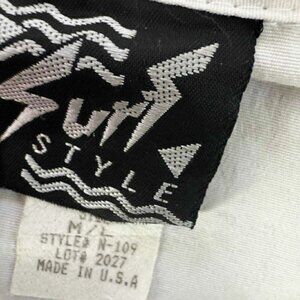 Surf
STYLE
M/L
STYLE# N-109
LOT# 2027
MADE IN U.S.A